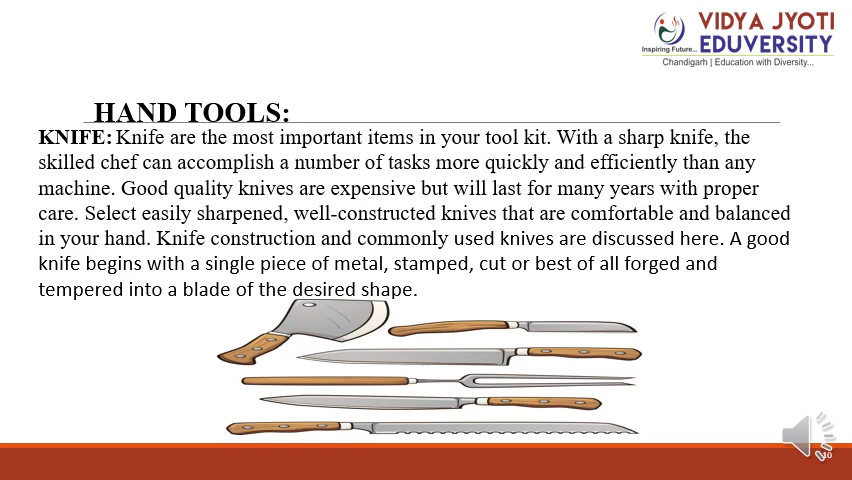 VIDYA JYOTI
EDUVERSITY
Inspiring Future...
Chandigarh | Education with Diversity...
HAND TOOLS:
KNIFE: Knife are the most important items in your tool kit. With a sharp knife, the
skilled chef can accomplish a number of tasks more quickly and efficiently than any
machine. Good quality knives are expensive but will last for many years with proper
care. Select easily sharpened, well-constructed knives that are comfortable and balanced
in your hand. Knife construction and commonly used knives are discussed here. A good
knife begins with a single piece of metal, stamped, cut or best of all forged and
tempered into a blade of the desired shape.
10